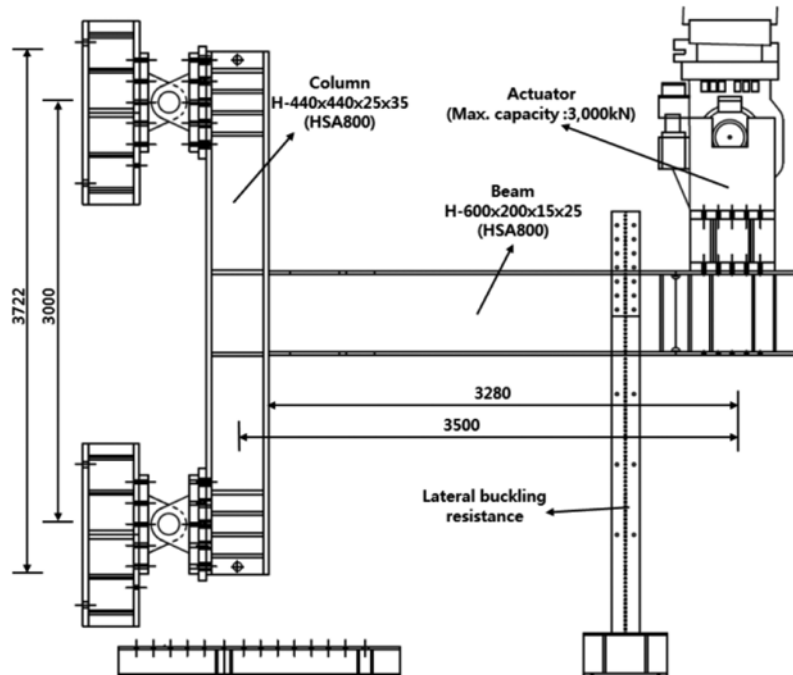 Column
H-440x440x25x35
(HSA800)
Actuator
(Max. capacity :3,000kN)
Beam
H-600x200x15x25
(HSA800)
3722
3000
3280
3500
Lateral buckling
resistance